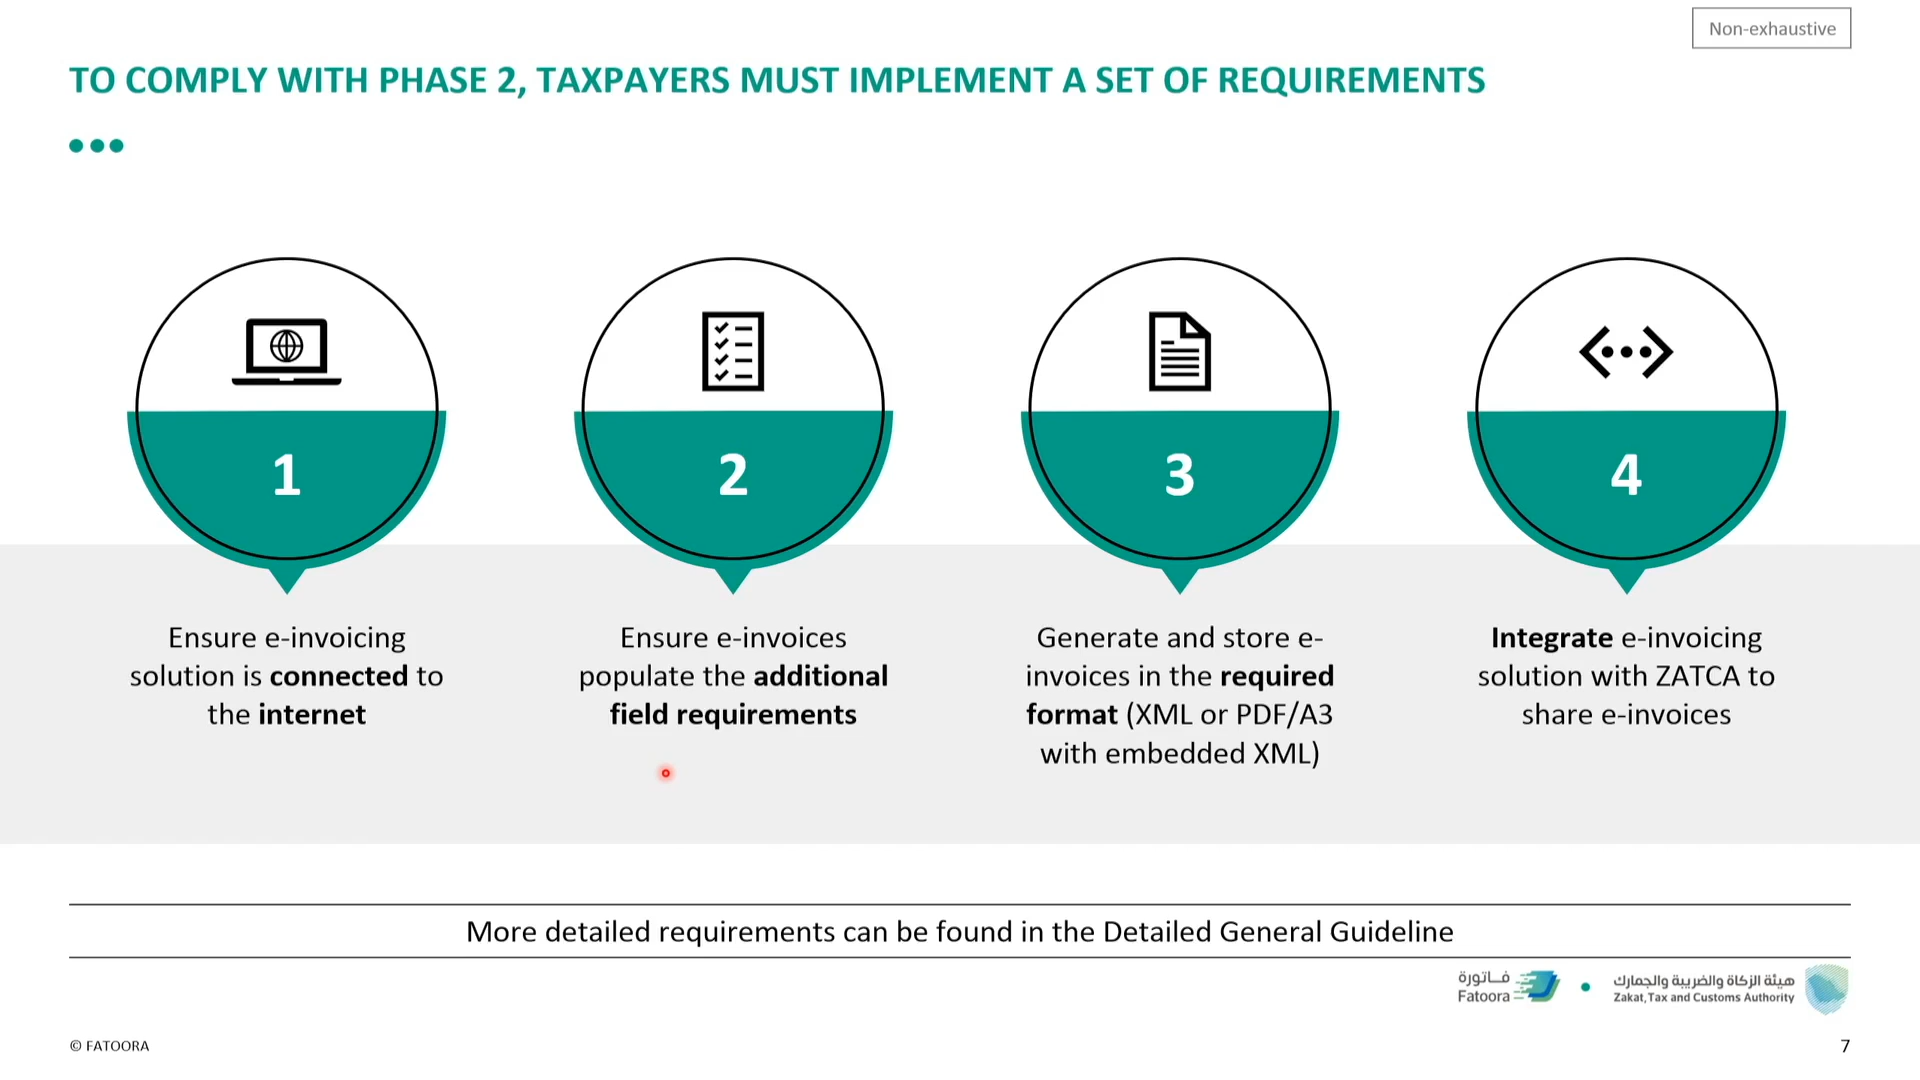 Non-exhaustive
TO COMPLY WITH PHASE 2, TAXPAYERS MUST IMPLEMENT A SET OF REQUIREMENTS
1
Ensure e-invoicing
solution is connected to
the internet
2
Ensure e-invoices
populate the additional
field requirements
3
Generate and store e-
invoices in the required
format (XML or PDF/A3
with embedded XML)
4
Integrate e-invoicing
solution with ZATCA to
share e-invoices
More detailed requirements can be found in the Detailed General Guideline
فـاتورة
Fatoora
هيئة الزكاة والضريبة والجمارك
Zakat, Tax and Customs Authority
© FATOORA
7